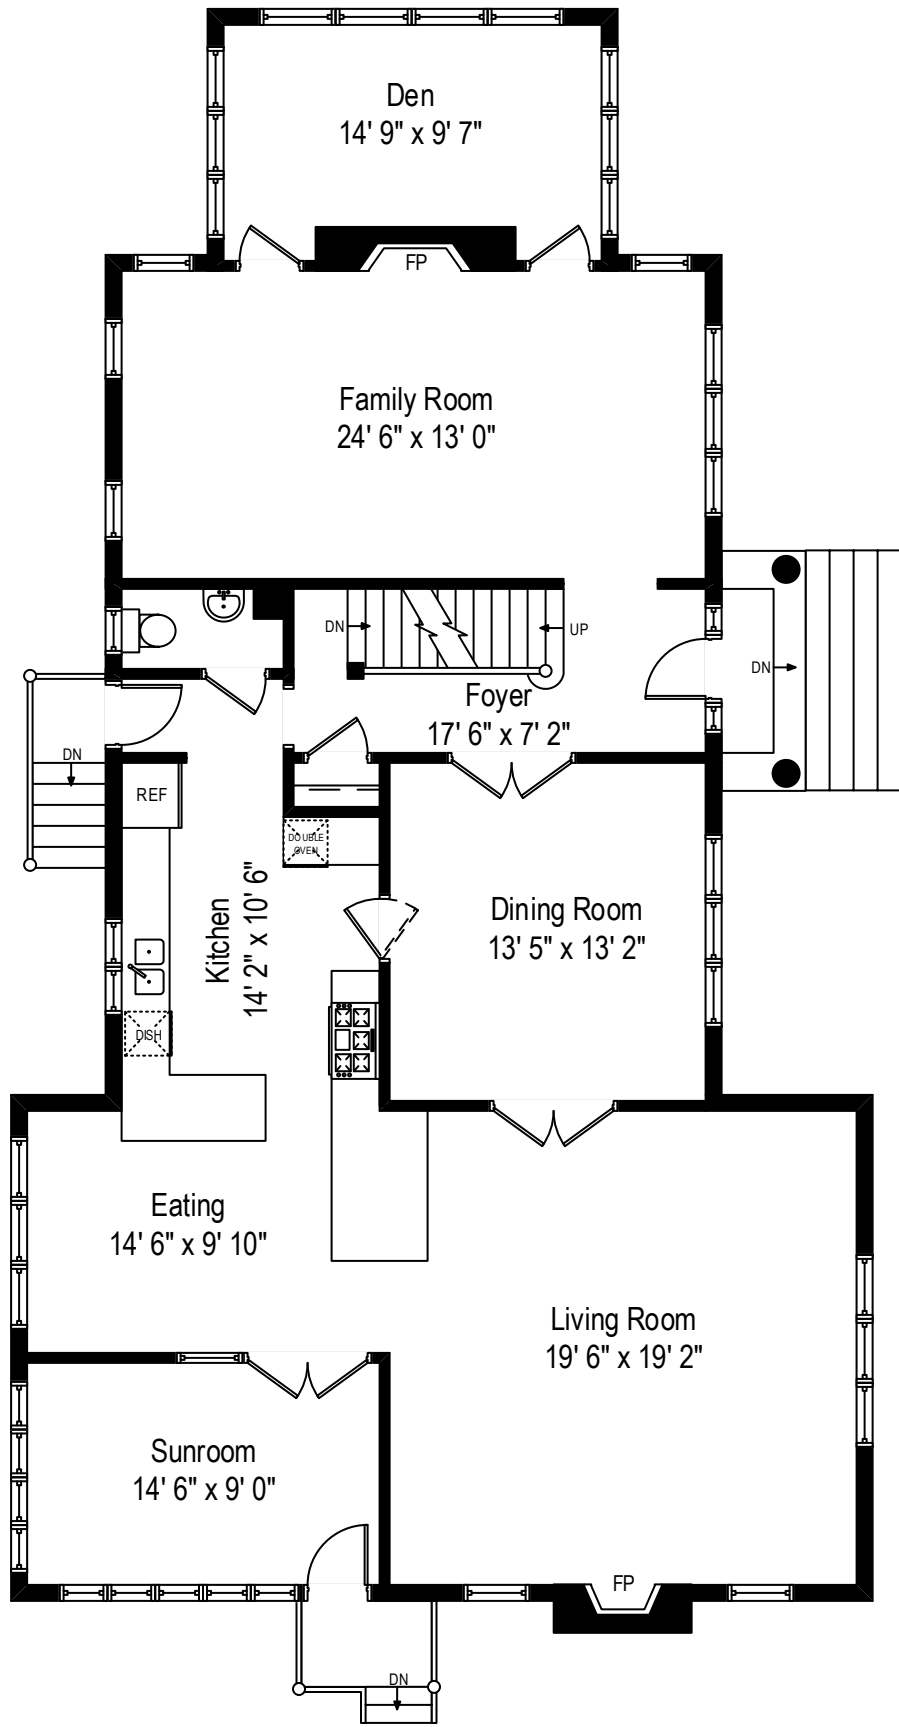 Den
14' 9" x 9' 7"
FP
Family Room
24' 6" x 13' 0"
DN
UP
DN
Foyer
17' 6" x 7' 2"
DN
REF
DOUBLE
OVEN
Kitchen
14' 2" x 10' 6"
Dining Room
13' 5" x 13' 2"
DISH
Eating
14' 6" x 9' 10"
Living Room
19' 6" x 19' 2"
Sunroom
14' 6" x 9' 0"
FP
DN